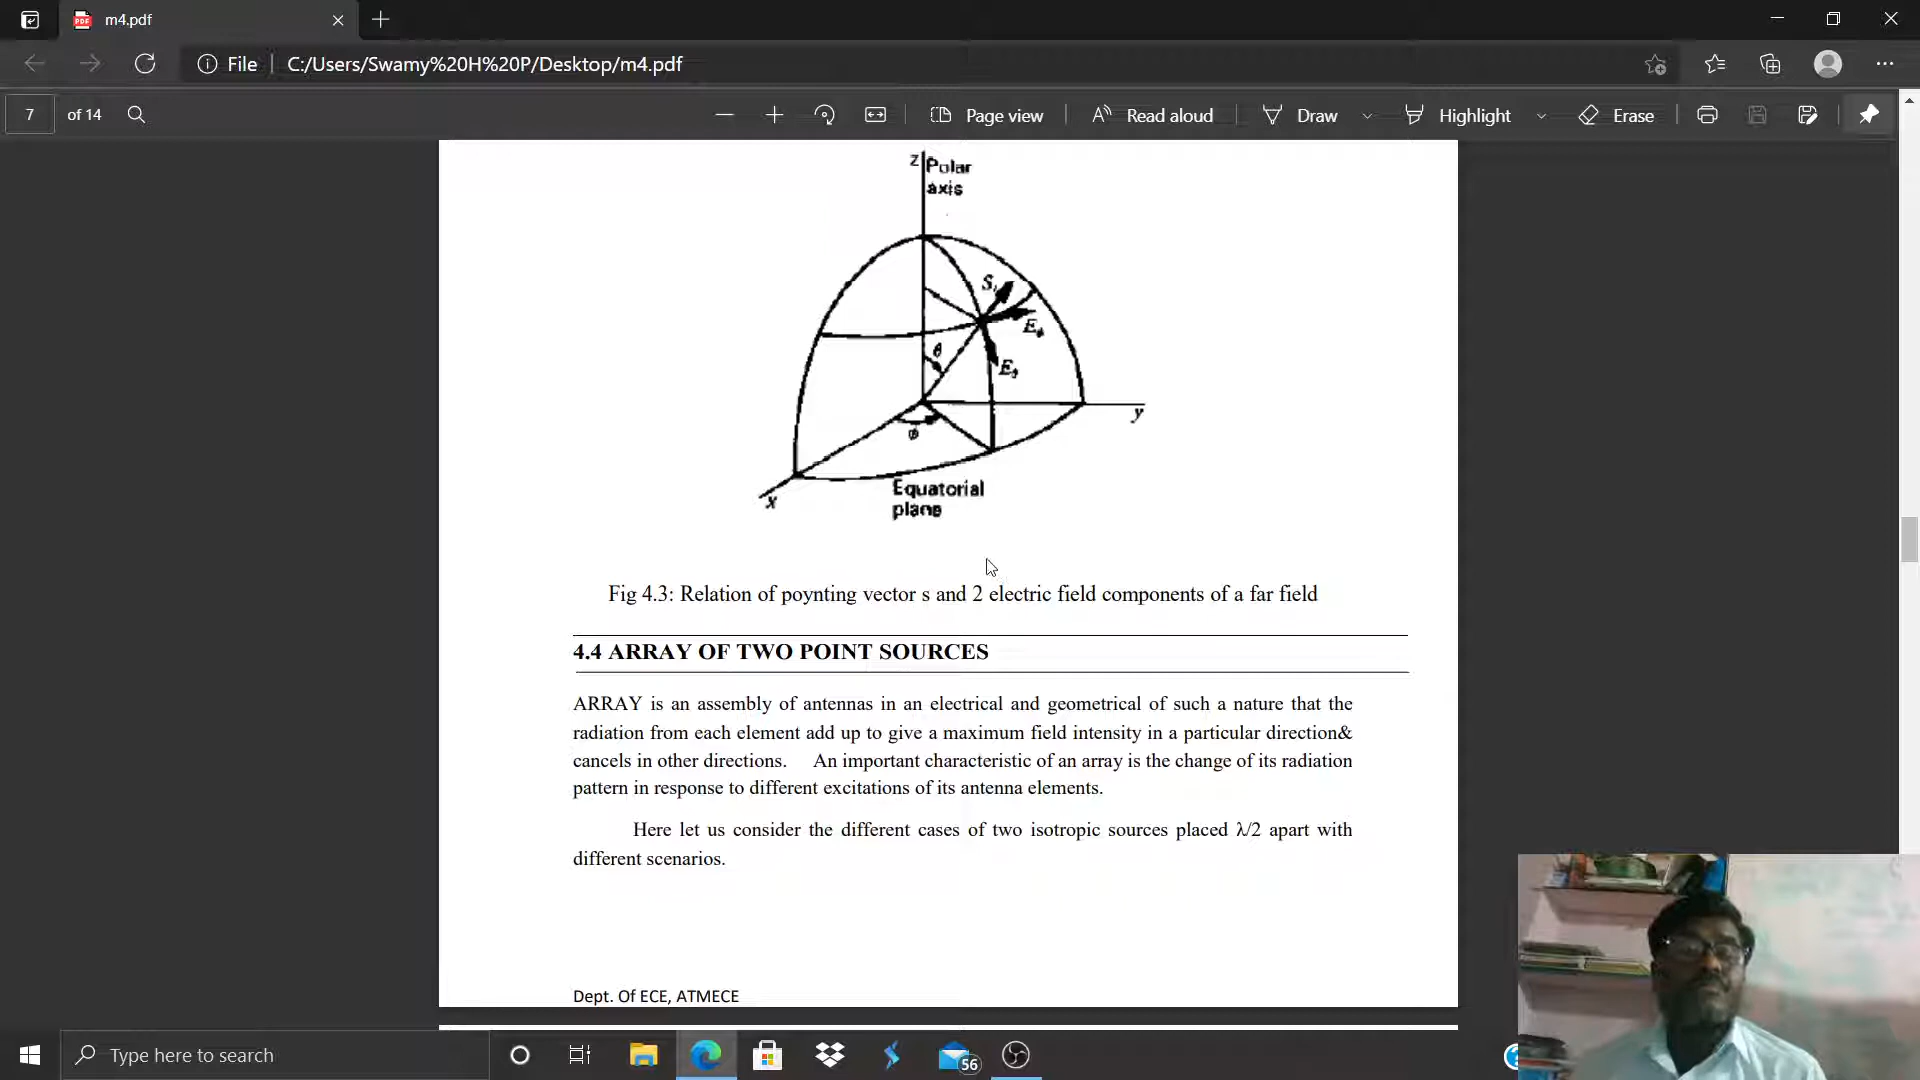 m4.pdf
File
C:/Users/Swamy%20H%20P/Desktop/m4.pdf
7 of 14
Page view
Read aloud
Draw
Highlight
Erase
z Polar
axis
θ
ϕ
y
x
Equatorial
plane
Fig 4.3: Relation of poynting vector s and 2 electric field components of a far field
4.4 ARRAY OF TWO POINT SOURCES
ARRAY is an assembly of antennas in an electrical and geometrical of such a nature that the
radiation from each element add up to give a maximum field intensity in a particular direction&
cancels in other directions. An important characteristic of an array is the change of its radiation
pattern in response to different excitations of its antenna elements.
Here let us consider the different cases of two isotropic sources placed λ/2 apart with
different scenarios.
Dept. Of ECE, ATMECE
Type here to search
56